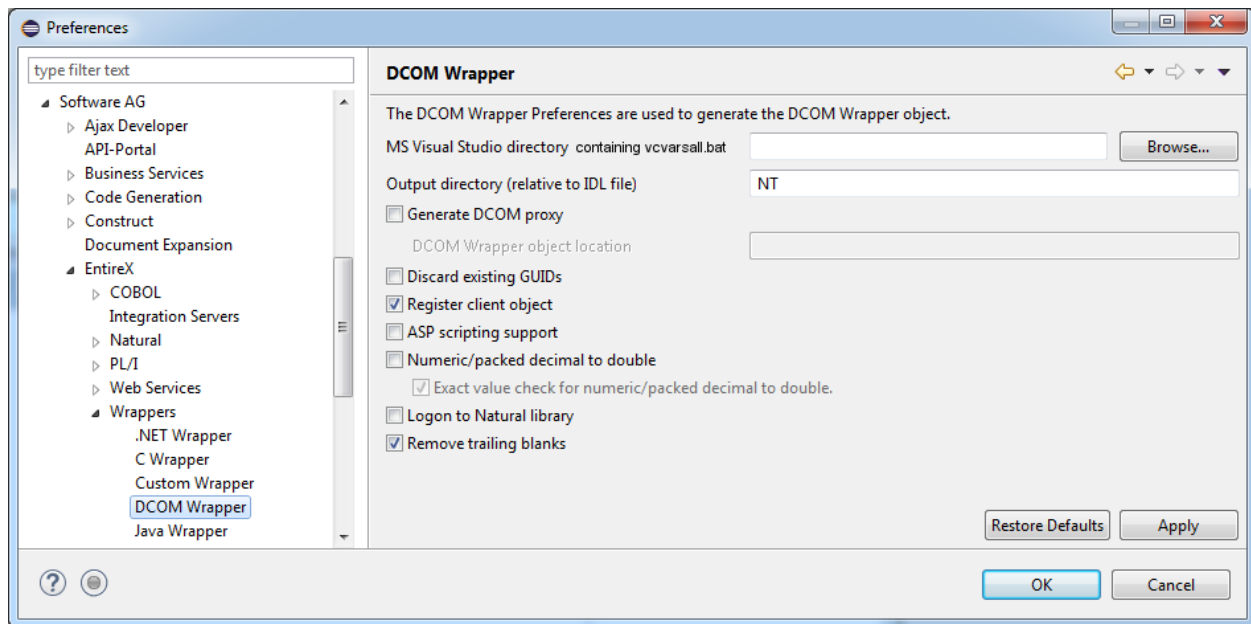 Preferences
type filter text
Software AG
Ajax Developer
API-Portal
Business Services
Code Generation
Construct
Document Expansion
EntireX
COBOL
Integration Servers
Natural
PL/I
Web Services
Wrappers
.NET Wrapper
C Wrapper
Custom Wrapper
DCOM Wrapper
Java Wrapper
DCOM Wrapper
The DCOM Wrapper Preferences are used to generate the DCOM Wrapper object.
MS Visual Studio directory containing vcvarsall.bat Browse...
Output directory (relative to IDL file) NT
Generate DCOM proxy
DCOM Wrapper object location
Discard existing GUIDs
Register client object
ASP scripting support
Numeric/packed decimal to double
Exact value check for numeric/packed decimal to double.
Logon to Natural library
Remove trailing blanks
Restore Defaults Apply
? OK Cancel